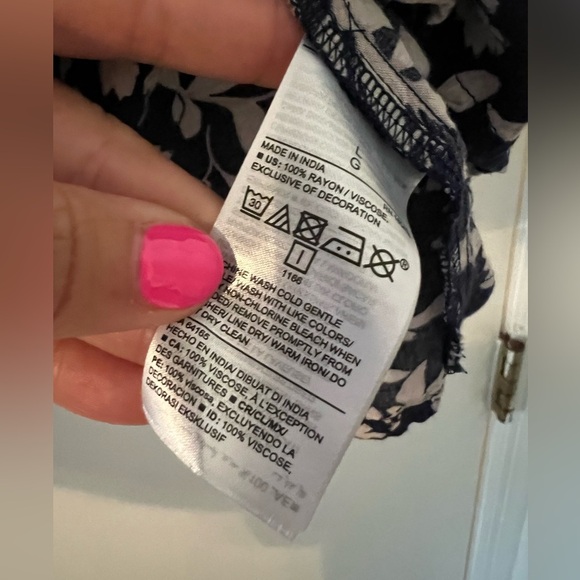 L
G
MADE IN INDIA
■ US: 100% RAYON / VISCOSE,
EXCLUSIVE OF DECORATION
30
®
1166
WASH COLD GENTLE
WASH WITH LIKE COLORS/
NON-CHLORINE BLEACH WHEN
REMOVE PROMPTLY FROM
LINE DRY WARM IRON/ DO
DRY CLEAN
64165
HECHO EN INDIA/ DIBUAT DI INDIA
■ CA: 100% VISCOSE, À L'EXCEPTION
DES GARNITURES ■ CR/CL/MX/
PE: 100% viscosa, EXCLUYENDO LA
DECORACIÓN ■ ID: 100% VISCOSE,
DEKORASI EKSKLUSIF